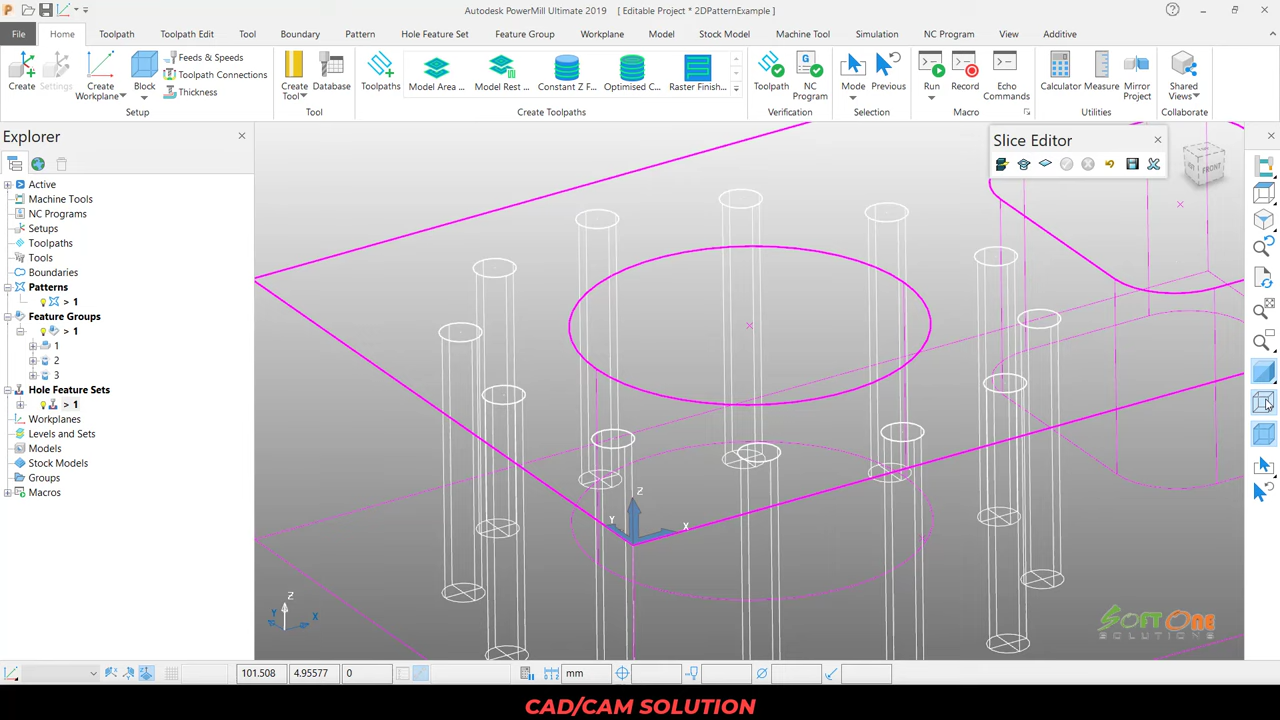 Autodesk PowerMill Ultimate 2019 [ Editable Project * 2DPatternExample ]
File Home Toolpath Toolpath Edit Tool Boundary Pattern Hole Feature Set Feature Group Workplane Model Stock Model Machine Tool Simulation NC Program View Additive
Create
Settings
Create
Workplane
Block
Feeds & Speeds
Toolpath Connections
Thickness
Setup
Create
Tool
Database
Tool
Toolpaths
Model Area ...
Model Rest ...
Constant Z F...
Optimised C...
Raster Finish...
Create Toolpaths
Toolpath
NC
Program
Verification
Mode
Previous
Selection
Run
Record
Echo
Commands
Macro
Calculator
Measure
Mirror
Project
Utilities
Shared
Views
Collaborate
Explorer
Active
Machine Tools
NC Programs
Setups
Toolpaths
Tools
Boundaries
Patterns
> 1
Feature Groups
> 1
1
2
3
Hole Feature Sets
> 1
Workplanes
Levels and Sets
Models
Stock Models
Groups
Macros
Slice Editor
FRONT
Z
Y
X
Z
Y
X
SOFTONE
SOLUTIONS
101.508 4.95577 0 mm
CAD/CAM SOLUTION